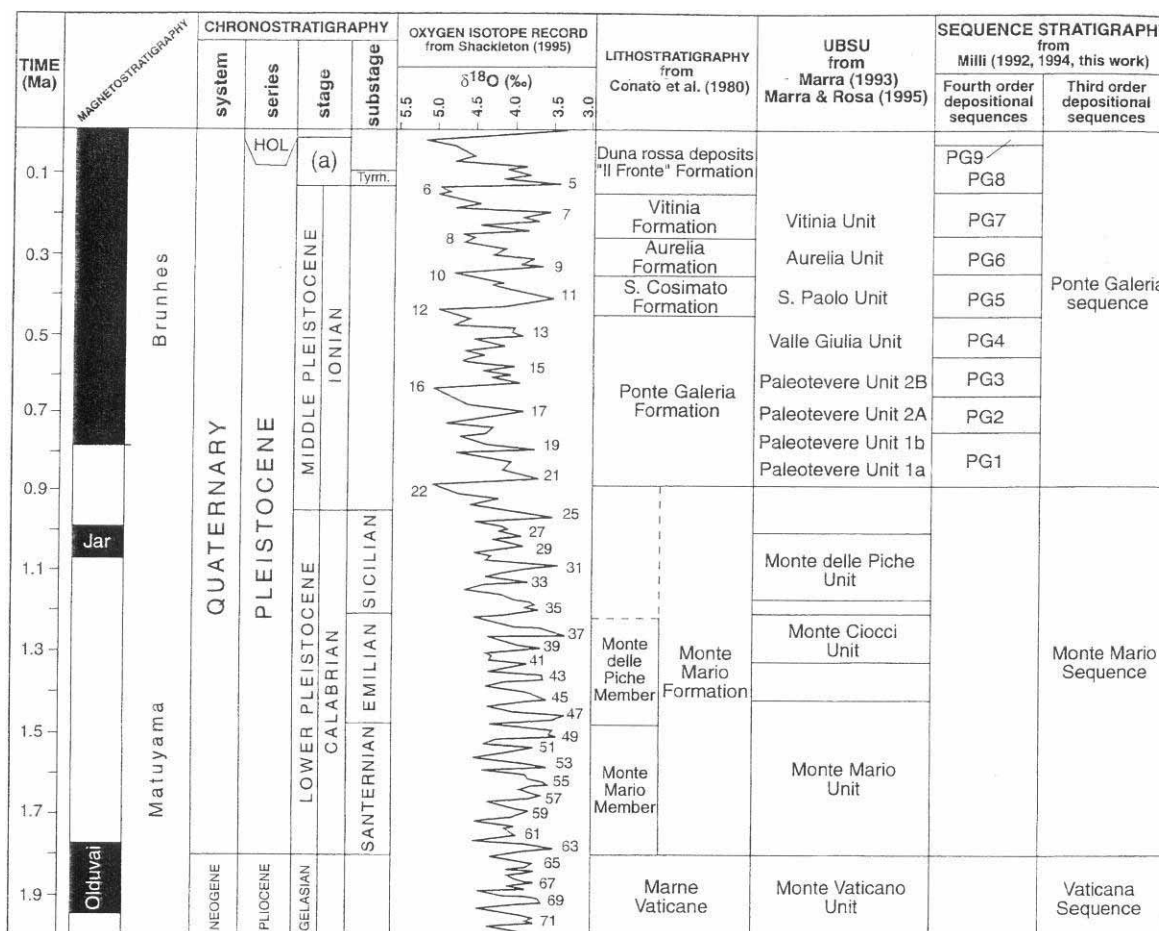 TIME
(Ma)
MAGNETOSTRATIGRAPHY
CHRONOSTRATIGRAPHY
system
series
stage
substage
OXYGEN ISOTOPE RECORD
from Shackleton (1995)
δ18O (‰)
5.5
5.0
4.5
4.0
3.5
3.0
LITHOSTRATIGRAPHY
from
Conato et al. (1980)
UBSU
from
Marra (1993)
Marra & Rosa (1995)
SEQUENCE STRATIGRAPHY
from
Milli (1992, 1994, this work)
Fourth order
depositional
sequences
Third order
depositional
sequences
0.1
0.3
0.5
0.7
0.9
1.1
1.3
1.5
1.7
1.9
Jar
Olduvai
Brunhes
Matuyama
QUATERNARY
NEOGENE
HOL
PLEISTOCENE
PLIOCENE
(a)
MIDDLE PLEISTOCENE
IONIAN
LOWER PLEISTOCENE
CALABRIAN
GELASIAN
Tyrrh.
SICILIAN
EMILIAN
SANTERNIAN
5
6
7
8
9
10
11
12
13
15
16
17
19
21
22
25
27
29
31
33
35
37
39
41
43
45
47
49
51
53
55
57
59
61
63
65
67
69
71
Duna rossa deposits
"Il Fronte" Formation
Vitinia
Formation
Aurelia
Formation
S. Cosimato
Formation
Ponte Galeria
Formation
Monte
delle
Piche
Member
Monte
Mario
Formation
Monte
Mario
Member
Marne
Vaticane
Vitinia Unit
Aurelia Unit
S. Paolo Unit
Valle Giulia Unit
Paleotevere Unit 2B
Paleotevere Unit 2A
Paleotevere Unit 1b
Paleotevere Unit 1a
Monte delle Piche
Unit
Monte Ciocci
Unit
Monte Mario
Unit
Monte Vaticano
Unit
PG9
PG8
PG7
PG6
PG5
PG4
PG3
PG2
PG1
Ponte Galeria
sequence
Monte Mario
Sequence
Vaticana
Sequence